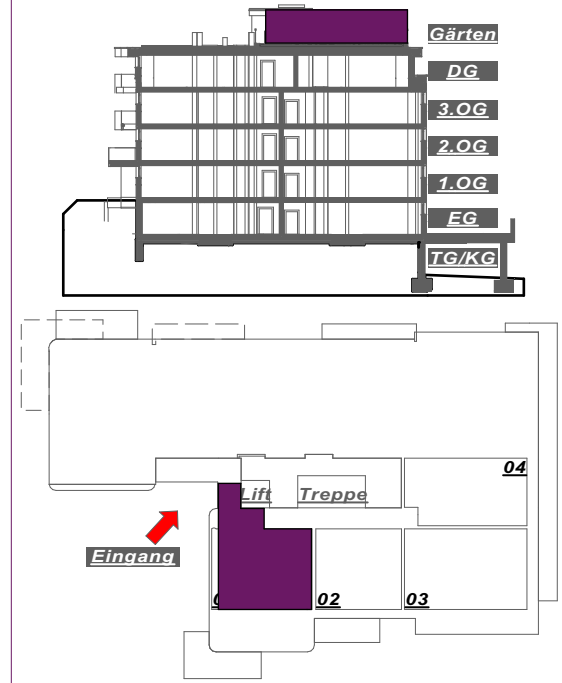 Gärten
DG
3.OG
2.OG
1.OG
EG
TG/KG
04
Lift Treppe
Eingang
02 03